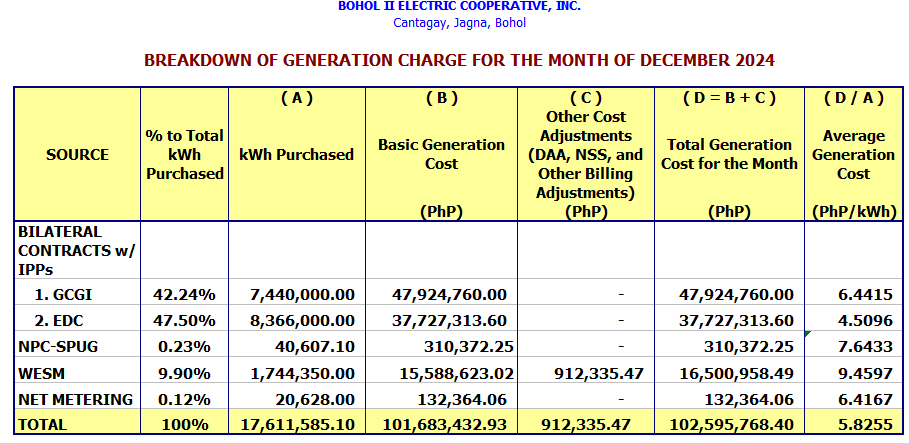 BOHOL II ELECTRIC COOPERATIVE, INC.
Cantagay, Jagna, Bohol
BREAKDOWN OF GENERATION CHARGE FOR THE MONTH OF DECEMBER 2024
SOURCE
% to Total
kWh
Purchased
( A )
kWh Purchased
( B )
Basic Generation
Cost
(PhP)
( C )
Other Cost
Adjustments
(DAA, NSS, and
Other Billing
Adjustments)
(PhP)
( D = B + C )
Total Generation
Cost for the Month
(PhP)
( D / A )
Average
Generation
Cost
(PhP/kWh)
BILATERAL
CONTRACTS w/
IPPs
1. GCGI 42.24% 7,440,000.00 47,924,760.00 - 47,924,760.00 6.4415
2. EDC 47.50% 8,366,000.00 37,727,313.60 - 37,727,313.60 4.5096
NPC-SPUG 0.23% 40,607.10 310,372.25 - 310,372.25 7.6433
WESM 9.90% 1,744,350.00 15,588,623.02 912,335.47 16,500,958.49 9.4597
NET METERING 0.12% 20,628.00 132,364.06 - 132,364.06 6.4167
TOTAL 100% 17,611,585.10 101,683,432.93 912,335.47 102,595,768.40 5.8255